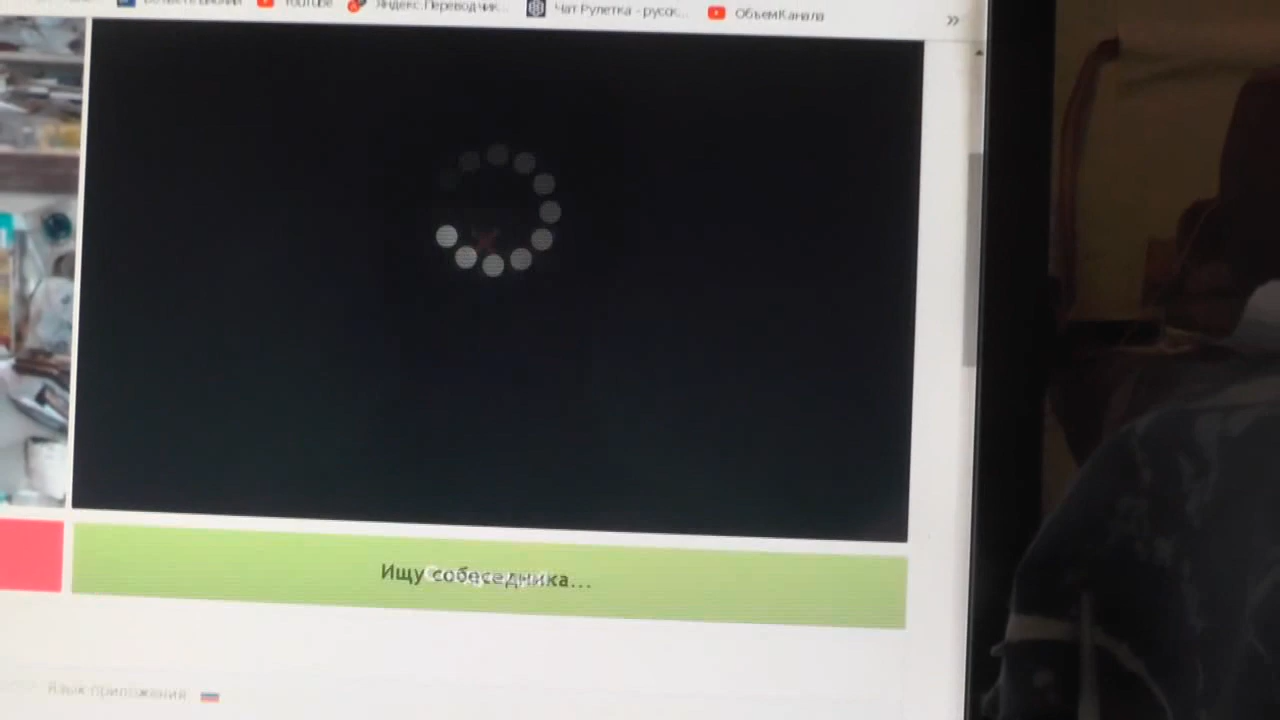 YouTube
Яндекс.Переводчик...
Чат Рулетка - русск...
ОбъемКанала
»
Ищу собеседника...
Язык приложения